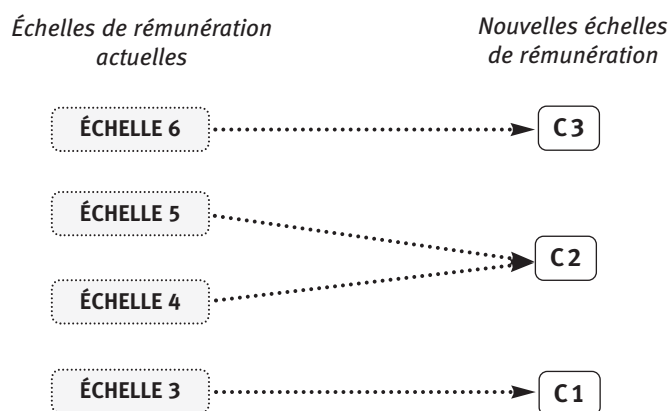 Échelles de rémunération
actuelles
Nouvelles échelles
de rémunération
ÉCHELLE 6
C3
ÉCHELLE 5
C2
ÉCHELLE 4
ÉCHELLE 3
C1